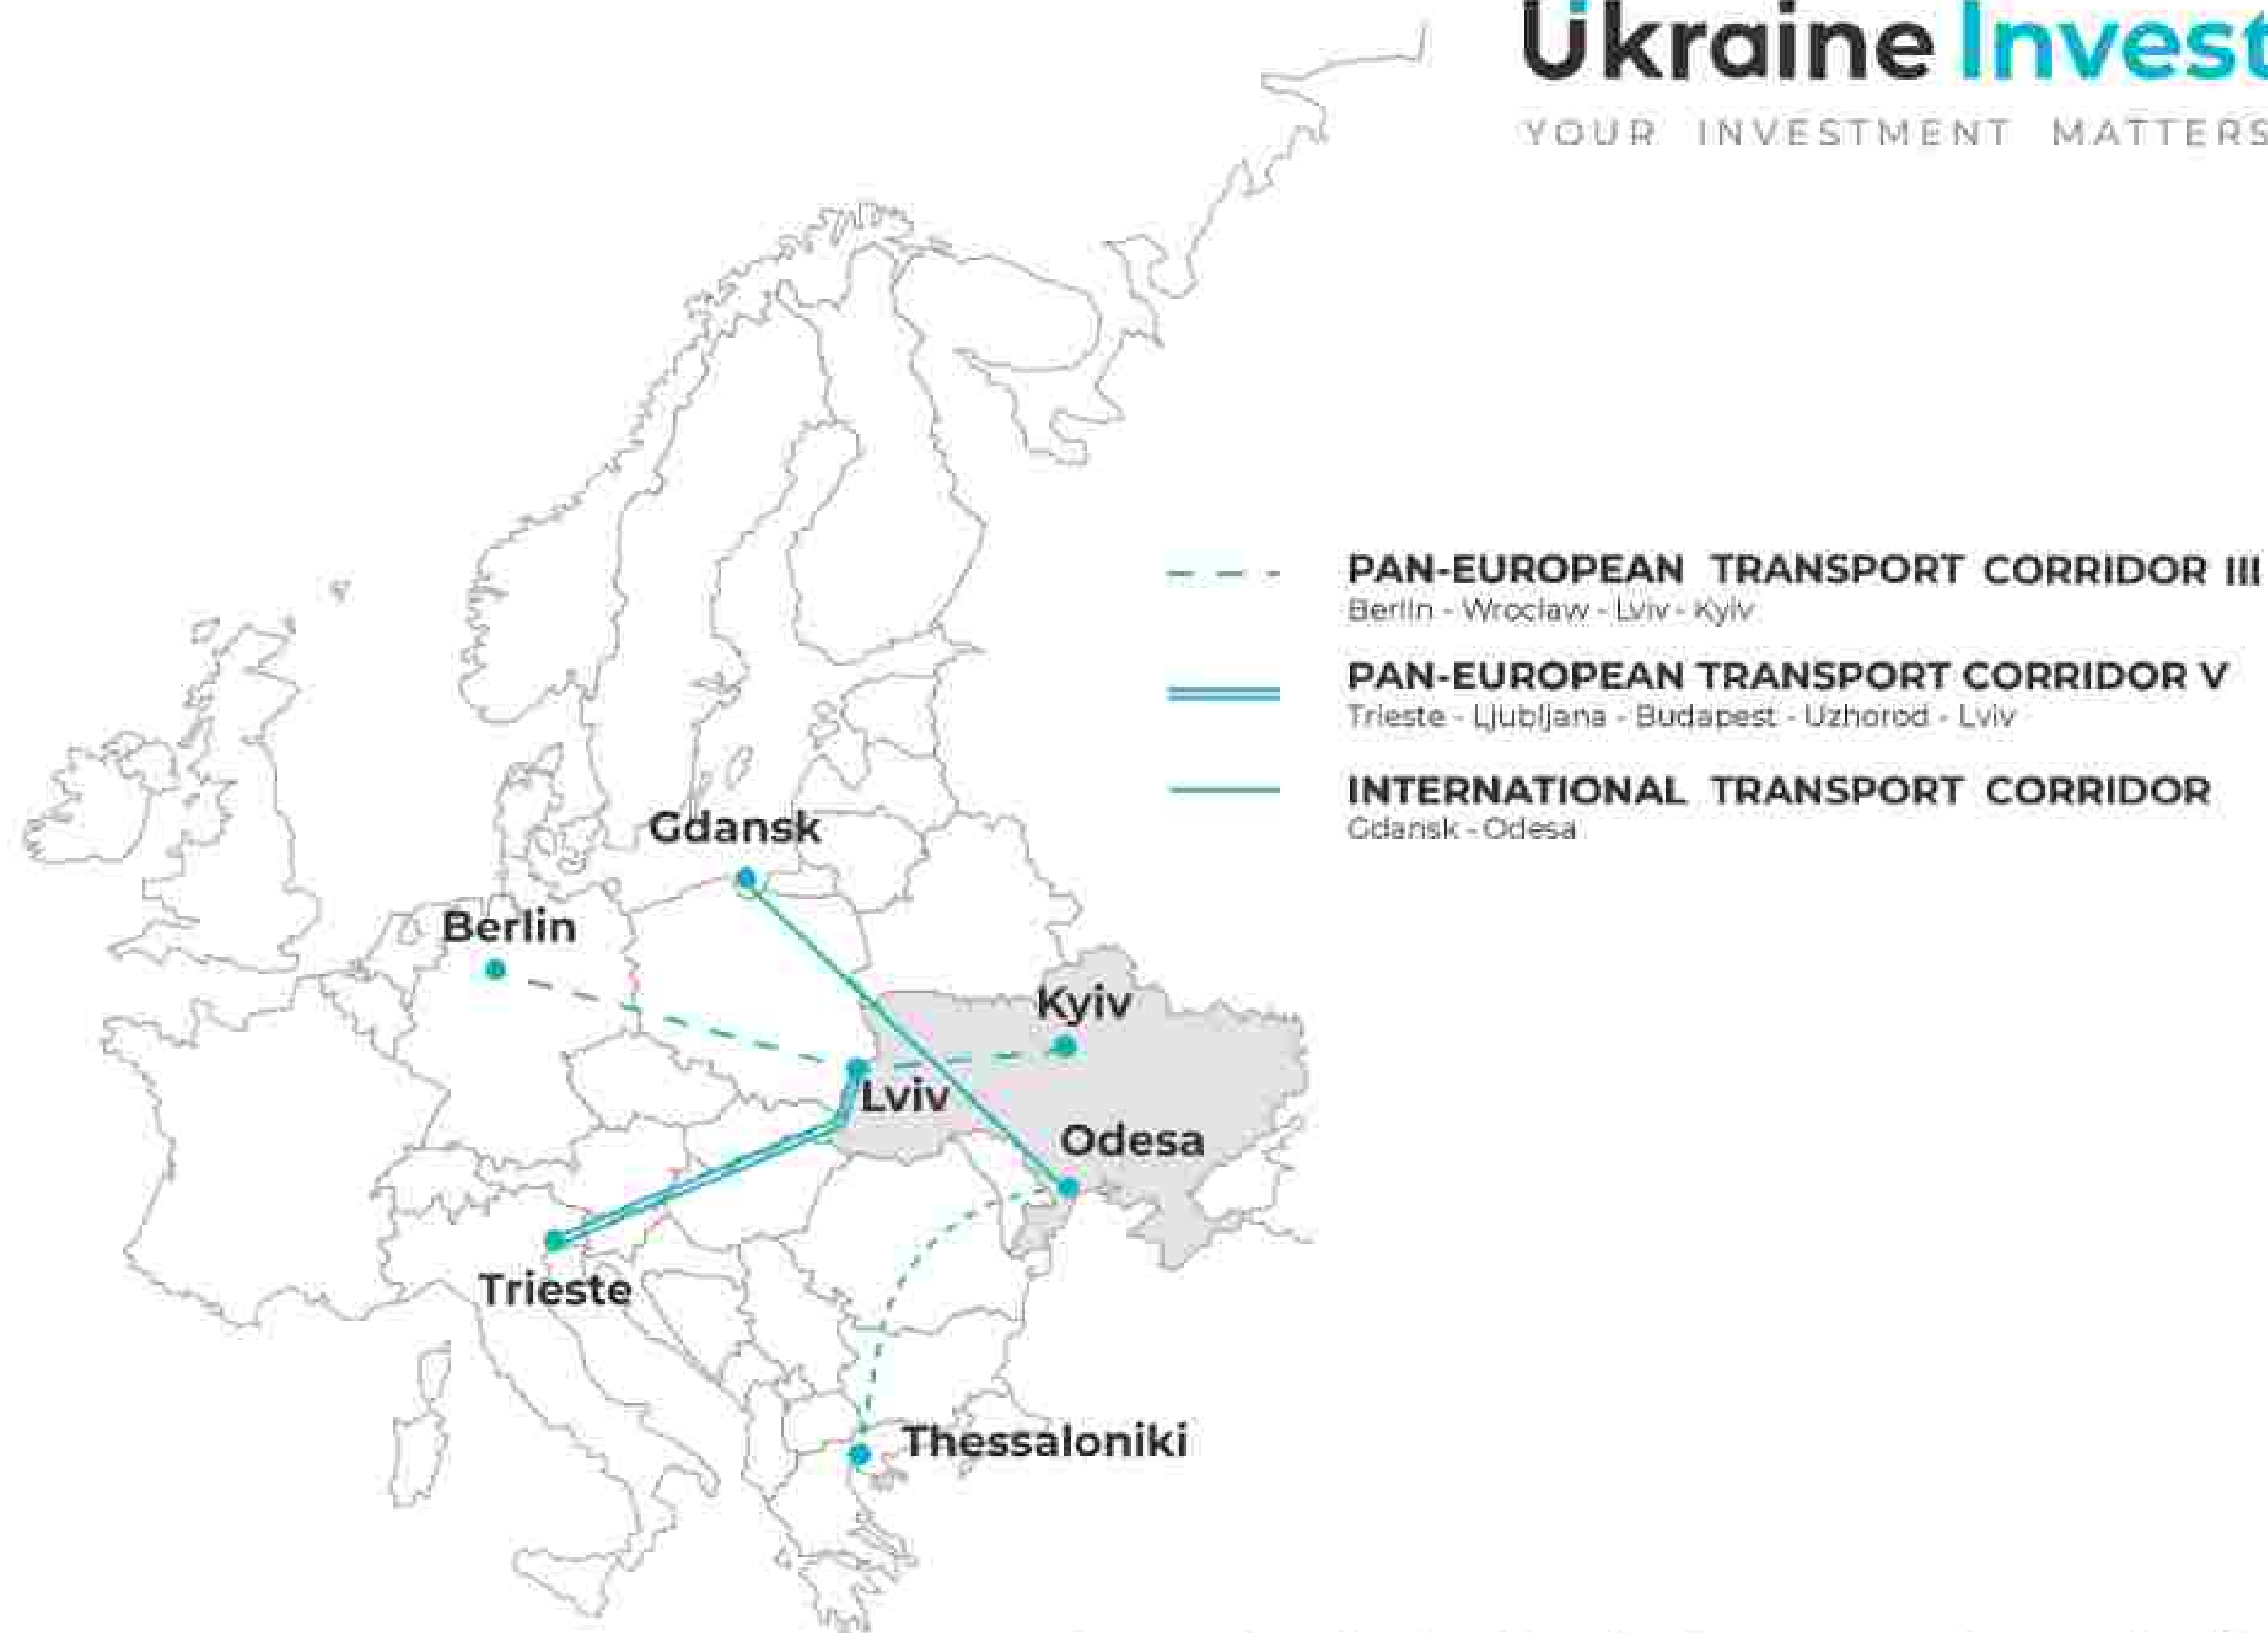 Ukraine Invest
YOUR INVESTMENT MATTERS
PAN-EUROPEAN TRANSPORT CORRIDOR III
Berlin - Wroclaw - Lviv - Kyiv
PAN-EUROPEAN TRANSPORT CORRIDOR V
Trieste - Ljubljana - Budapest - Uzhorod - Lviv
INTERNATIONAL TRANSPORT CORRIDOR
Gdansk - Odesa
Gdansk
Berlin
Kyiv
Lviv
Odesa
Trieste
Thessaloniki